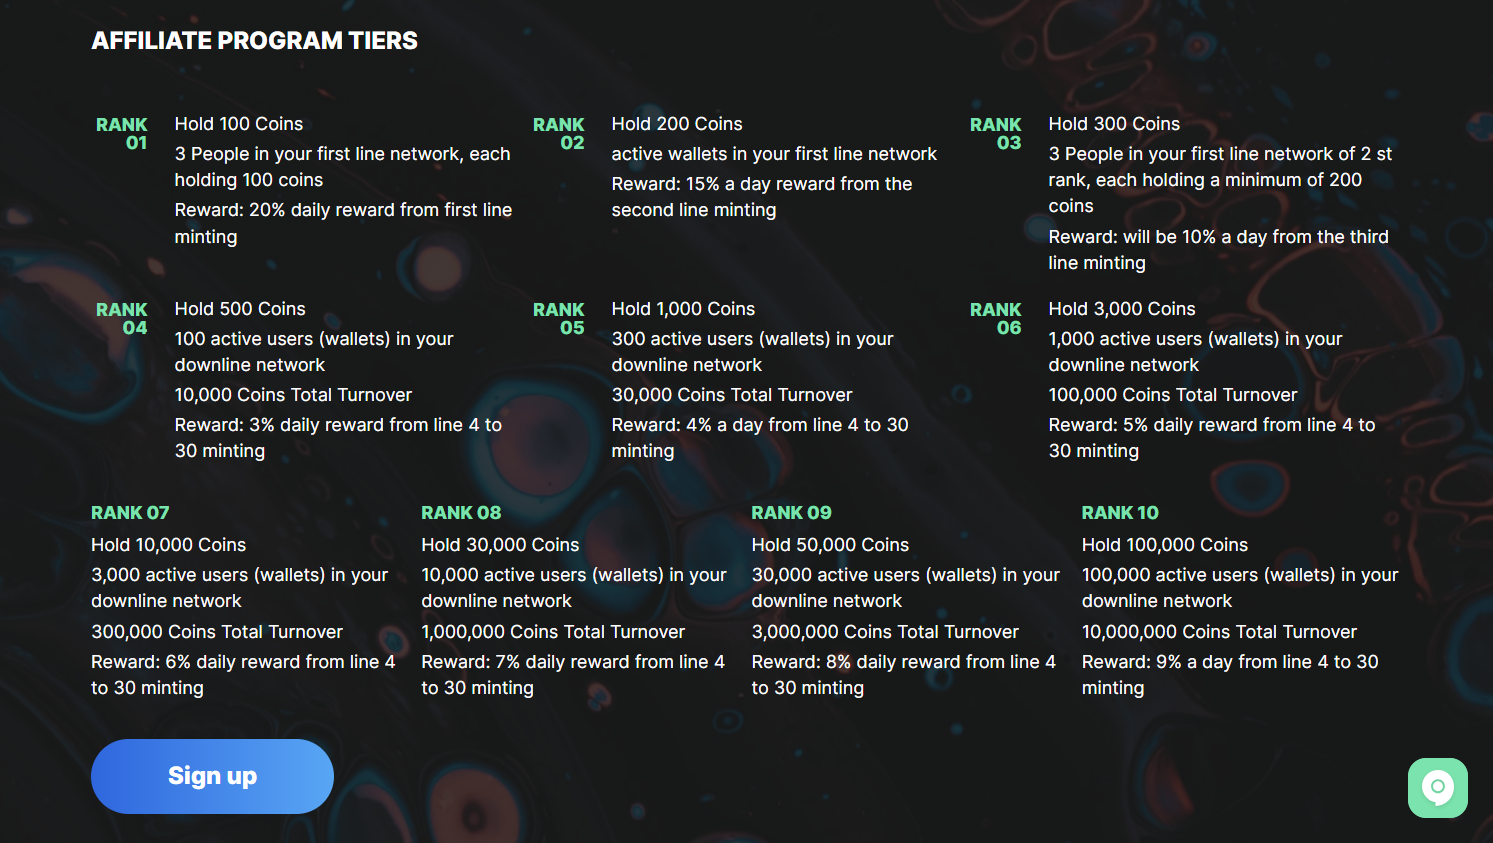 AFFILIATE PROGRAM TIERS
RANK 01
Hold 100 Coins
3 People in your first line network, each
holding 100 coins
Reward: 20% daily reward from first line
minting
RANK 02
Hold 200 Coins
active wallets in your first line network
Reward: 15% a day reward from the
second line minting
RANK 03
Hold 300 Coins
3 People in your first line network of 2 st
rank, each holding a minimum of 200
coins
Reward: will be 10% a day from the third
line minting
RANK 04
Hold 500 Coins
100 active users (wallets) in your
downline network
10,000 Coins Total Turnover
Reward: 3% daily reward from line 4 to
30 minting
RANK 05
Hold 1,000 Coins
300 active users (wallets) in your
downline network
30,000 Coins Total Turnover
Reward: 4% a day from line 4 to 30
minting
RANK 06
Hold 3,000 Coins
1,000 active users (wallets) in your
downline network
100,000 Coins Total Turnover
Reward: 5% daily reward from line 4 to
30 minting
RANK 07
Hold 10,000 Coins
3,000 active users (wallets) in your
downline network
300,000 Coins Total Turnover
Reward: 6% daily reward from line 4
to 30 minting
RANK 08
Hold 30,000 Coins
10,000 active users (wallets) in your
downline network
1,000,000 Coins Total Turnover
Reward: 7% daily reward from line 4
to 30 minting
RANK 09
Hold 50,000 Coins
30,000 active users (wallets) in your
downline network
3,000,000 Coins Total Turnover
Reward: 8% daily reward from line 4
to 30 minting
RANK 10
Hold 100,000 Coins
100,000 active users (wallets) in your
downline network
10,000,000 Coins Total Turnover
Reward: 9% a day from line 4 to 30
minting
Sign up